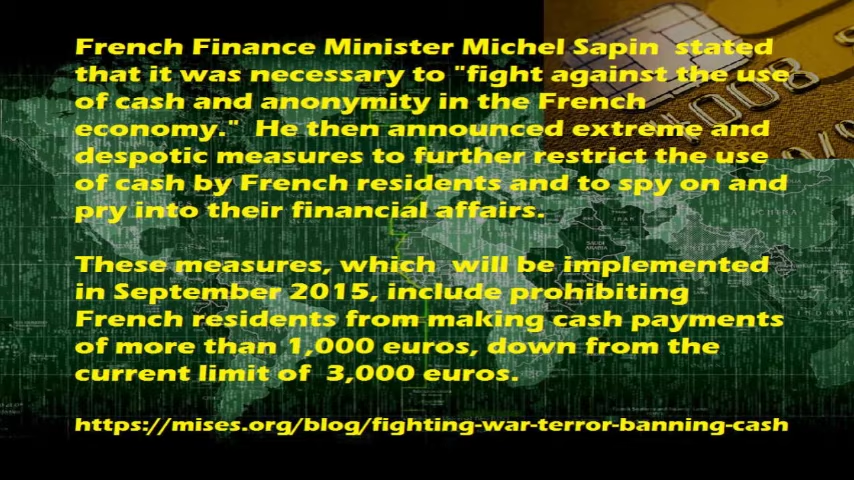 French Finance Minister Michel Sapin stated
that it was necessary to "fight against the use
of cash and anonymity in the French
economy." He then announced extreme and
despotic measures to further restrict the use
of cash by French residents and to spy on and
pry into their financial affairs.
These measures, which will be implemented
in September 2015, include prohibiting
French residents from making cash payments
of more than 1,000 euros, down from the
current limit of 3,000 euros.
https://mises.org/blog/fighting-war-terror-banning-cash